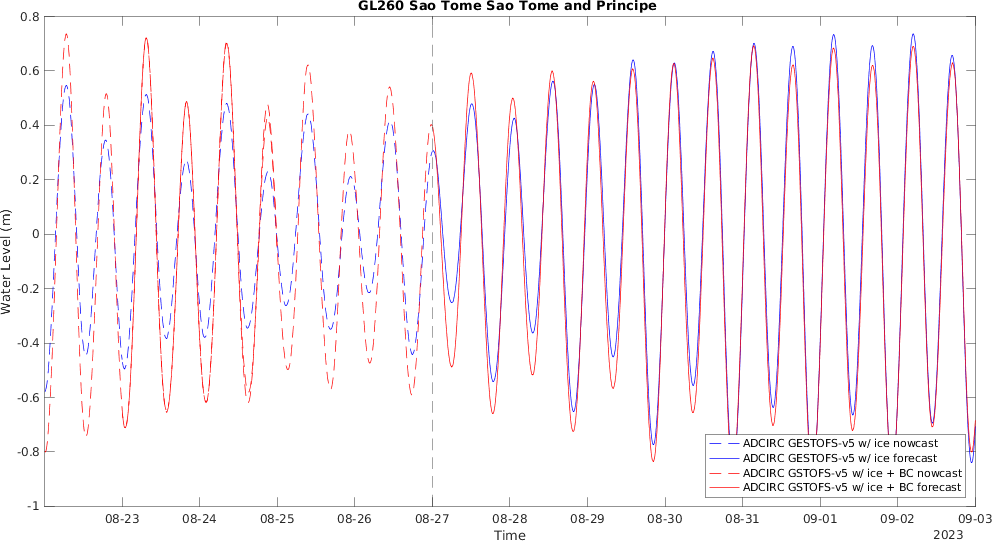 GL260 Sao Tome Sao Tome and Principe
0.8
0.6
0.4
0.2
0
-0.2
-0.4
-0.6
-0.8
-1
Water Level (m)
ADCIRC GESTOFS-v5 w/ ice nowcast
ADCIRC GESTOFS-v5 w/ ice forecast
ADCIRC GSTOFS-v5 w/ ice + BC nowcast
ADCIRC GSTOFS-v5 w/ ice + BC forecast
08-23 08-24 08-25 08-26 08-27 08-28 08-29 08-30 08-31 09-01 09-02 09-03
Time
2023